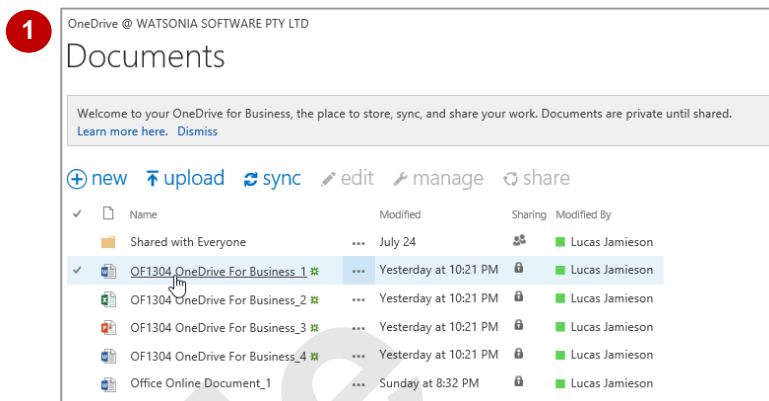 1
OneDrive @ WATSONIA SOFTWARE PTY LTD
Documents
Welcome to your OneDrive for Business, the place to store, sync, and share your work. Documents are private until shared.
Learn more here. Dismiss
new upload sync edit manage share
Name Modified Sharing Modified By
Shared with Everyone ... July 24 Lucas Jamieson
OF1304 OneDrive For Business_1 ... Yesterday at 10:21 PM Lucas Jamieson
OF1304 OneDrive For Business_2 ... Yesterday at 10:21 PM Lucas Jamieson
OF1304 OneDrive For Business_3 ... Yesterday at 10:21 PM Lucas Jamieson
OF1304 OneDrive For Business_4 ... Yesterday at 10:21 PM Lucas Jamieson
Office Online Document_1 ... Sunday at 8:32 PM Lucas Jamieson